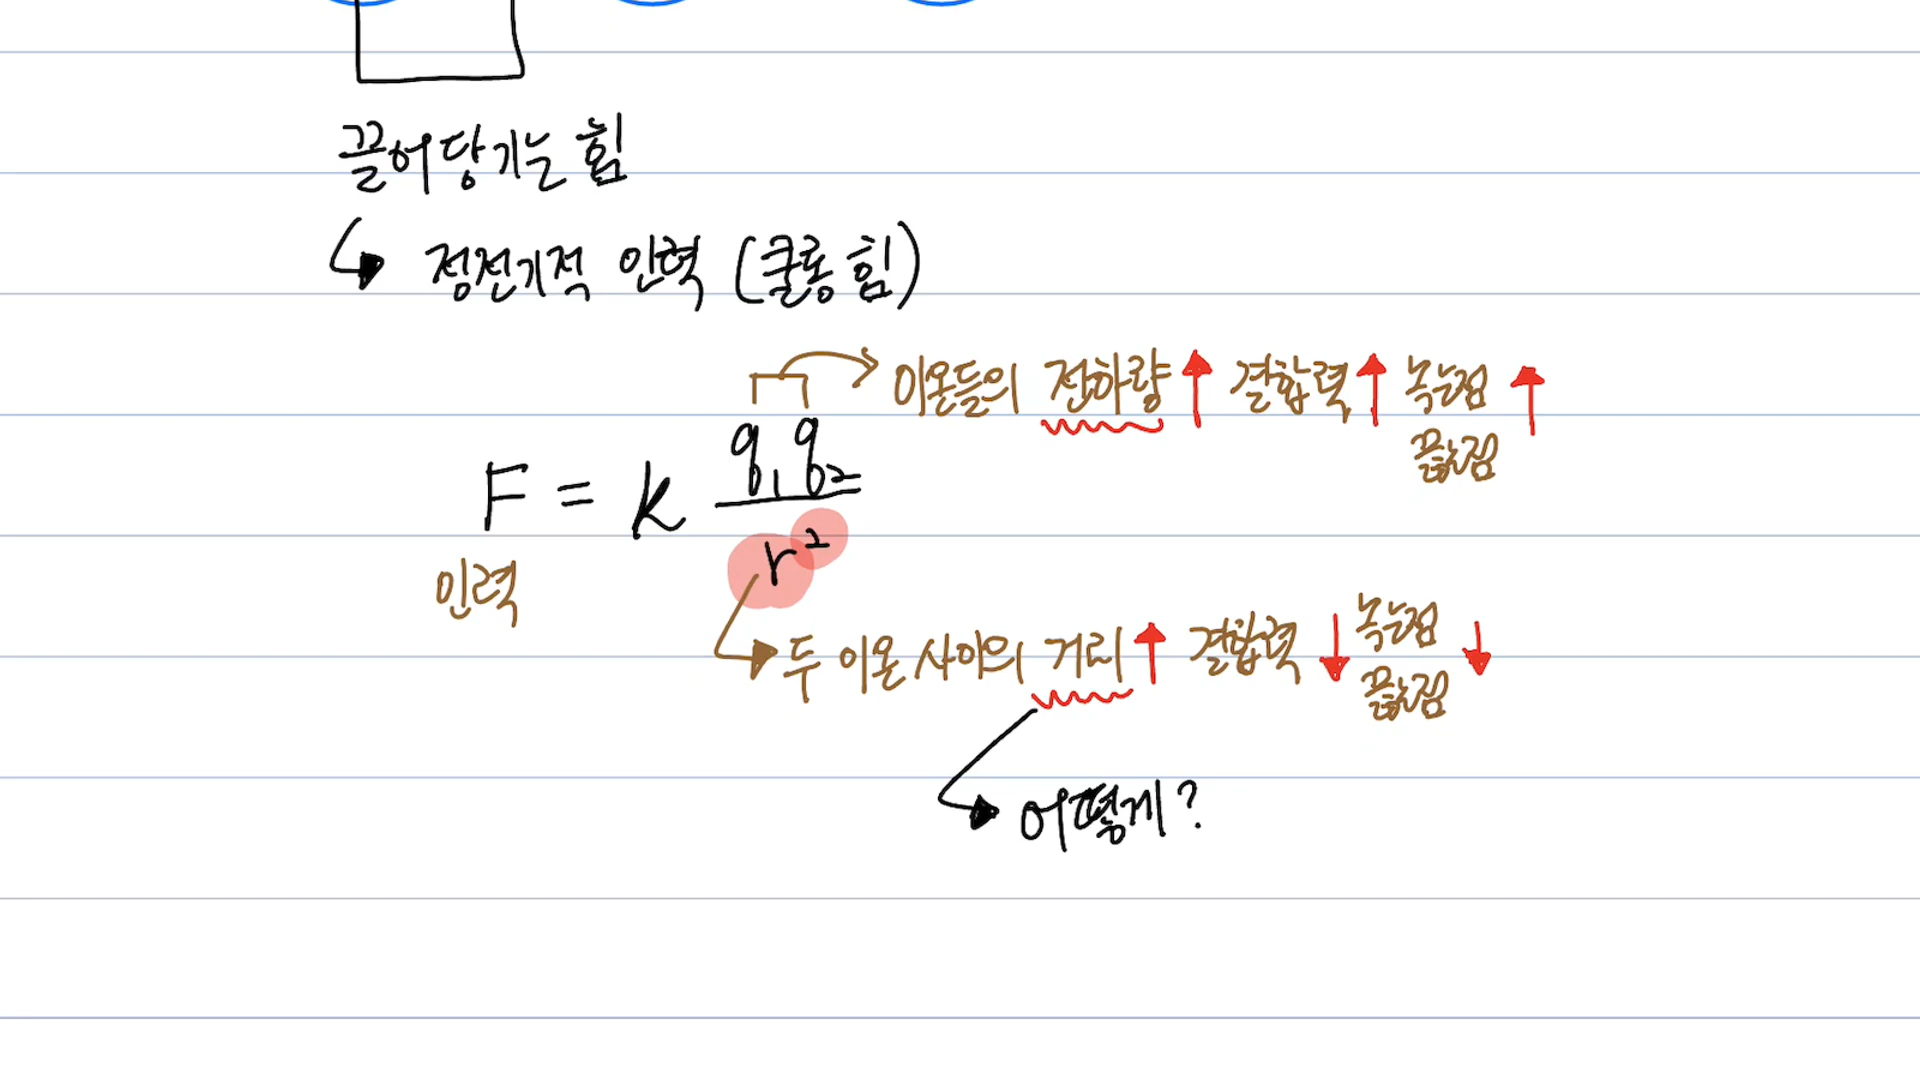 끌어당기는 힘
정전기적 인력 (쿨롱 힘)
이온들의 전하량 ↑ 결합력 ↑ 녹는점 ↑
끓는점
F = k q₁q₂ / r²
인력
두 이온 사이의 거리 ↑ 결합력 ↓ 녹는점 ↓
끓는점
어떻게?